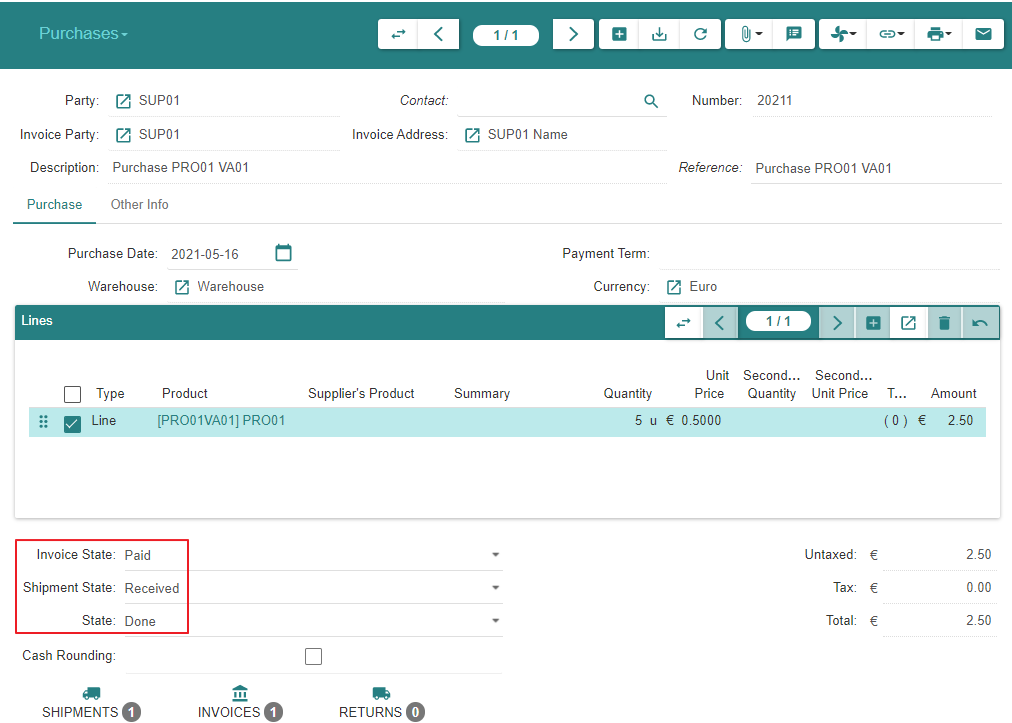 Purchases
1 / 1
Party: SUP01 Contact: Number: 20211
Invoice Party: SUP01 Invoice Address: SUP01 Name
Description: Purchase PRO01 VA01 Reference: Purchase PRO01 VA01
Purchase Other Info
Purchase Date: 2021-05-16 Payment Term:
Warehouse: Warehouse Currency: Euro
Lines 1 / 1
Type Product Supplier's Product Summary Quantity Unit Price Second... Quantity Second... Unit Price T... Amount
Line [PRO01VA01] PRO01 5 u € 0.5000 ( 0 ) € 2.50
Invoice State: Paid Untaxed: € 2.50
Shipment State: Received Tax: € 0.00
State: Done Total: € 2.50
Cash Rounding:
SHIPMENTS 1 INVOICES 1 RETURNS 0